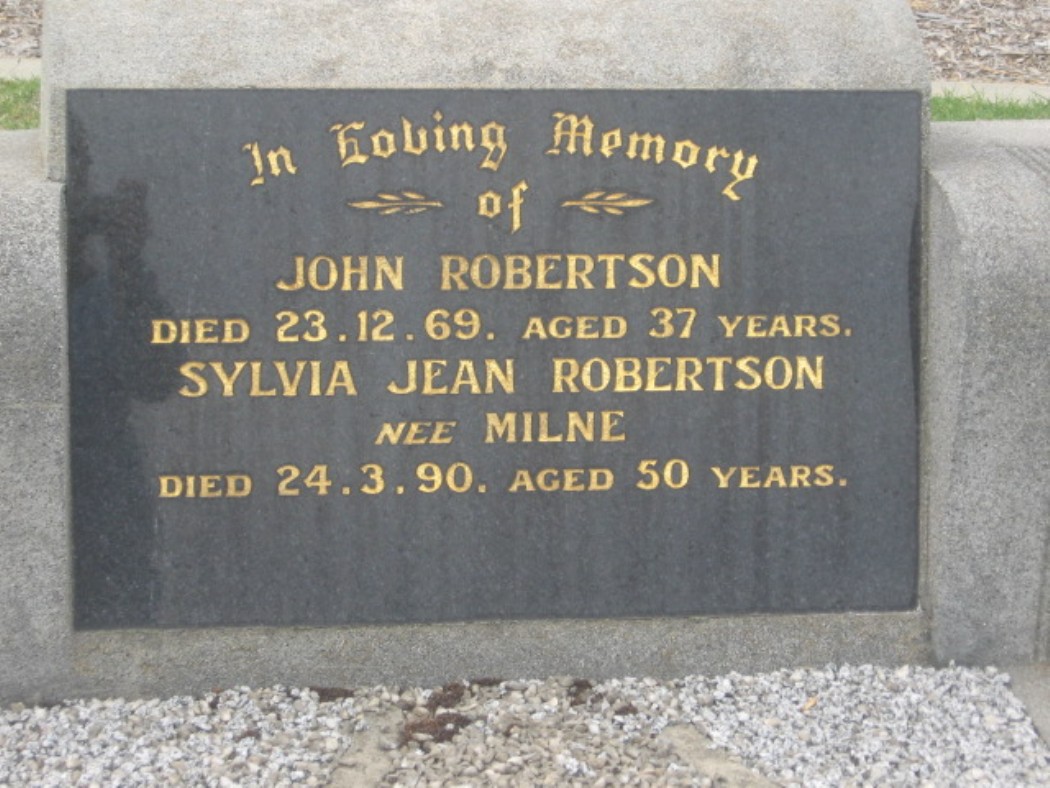 In Loving Memory
of
JOHN ROBERTSON
DIED 23.12.69. AGED 37 YEARS.
SYLVIA JEAN ROBERTSON
NEE MILNE
DIED 24.3.90. AGED 50 YEARS.